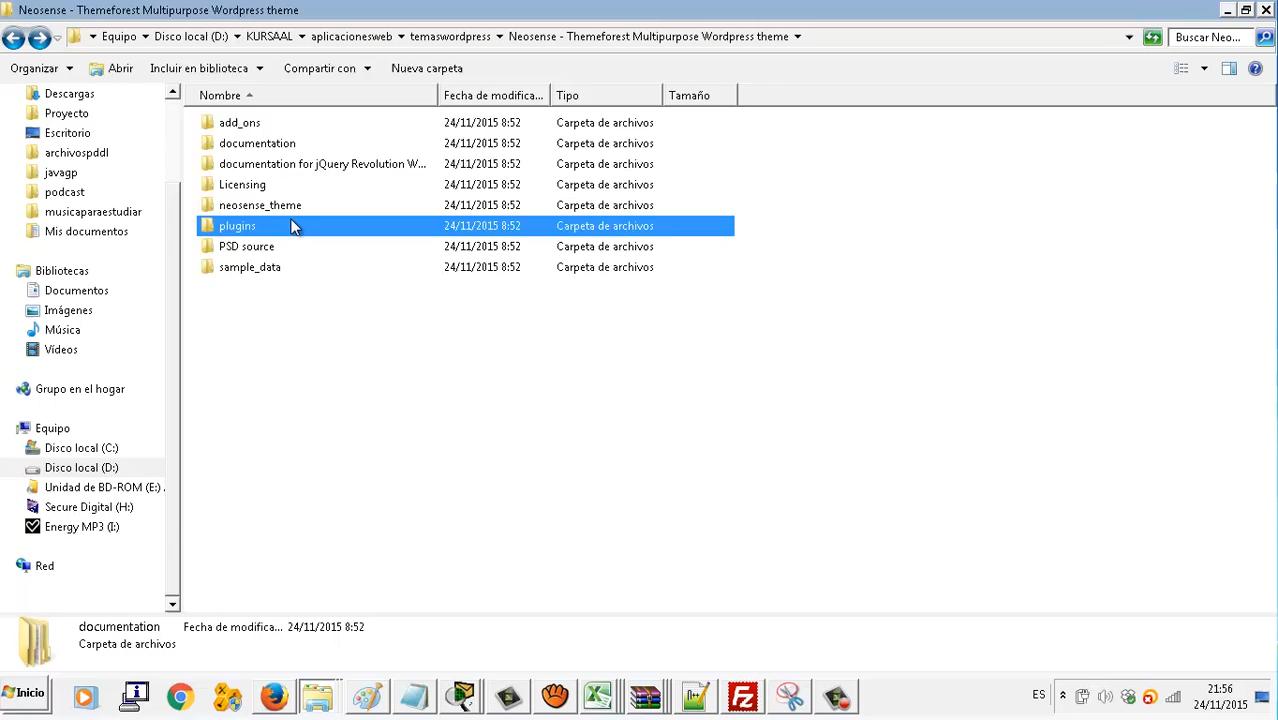 Neosense - Themeforest Multipurpose Wordpress theme
Equipo Disco local (D:) KURSAAL aplicacionesweb temaswordpress Neosense - Themeforest Multipurpose Wordpress theme Buscar Neo...
Organizar Abrir Incluir en biblioteca Compartir con Nueva carpeta
Descargas
Proyecto
Escritorio
archivospddl
javagp
podcast
musicaparaestudiar
Mis documentos
Bibliotecas
Documentos
Imágenes
Música
Vídeos
Grupo en el hogar
Equipo
Disco local (C:)
Disco local (D:)
Unidad de BD-ROM (E:)
Secure Digital (H:)
Energy MP3 (I:)
Red
Nombre Fecha de modifica... Tipo Tamaño
add_ons 24/11/2015 8:52 Carpeta de archivos
documentation 24/11/2015 8:52 Carpeta de archivos
documentation for jQuery Revolution W... 24/11/2015 8:52 Carpeta de archivos
Licensing 24/11/2015 8:52 Carpeta de archivos
neosense_theme 24/11/2015 8:52 Carpeta de archivos
plugins 24/11/2015 8:52 Carpeta de archivos
PSD source 24/11/2015 8:52 Carpeta de archivos
sample_data 24/11/2015 8:52 Carpeta de archivos
documentation Fecha de modifica... 24/11/2015 8:52
Carpeta de archivos
Inicio
ES
21:56
24/11/2015